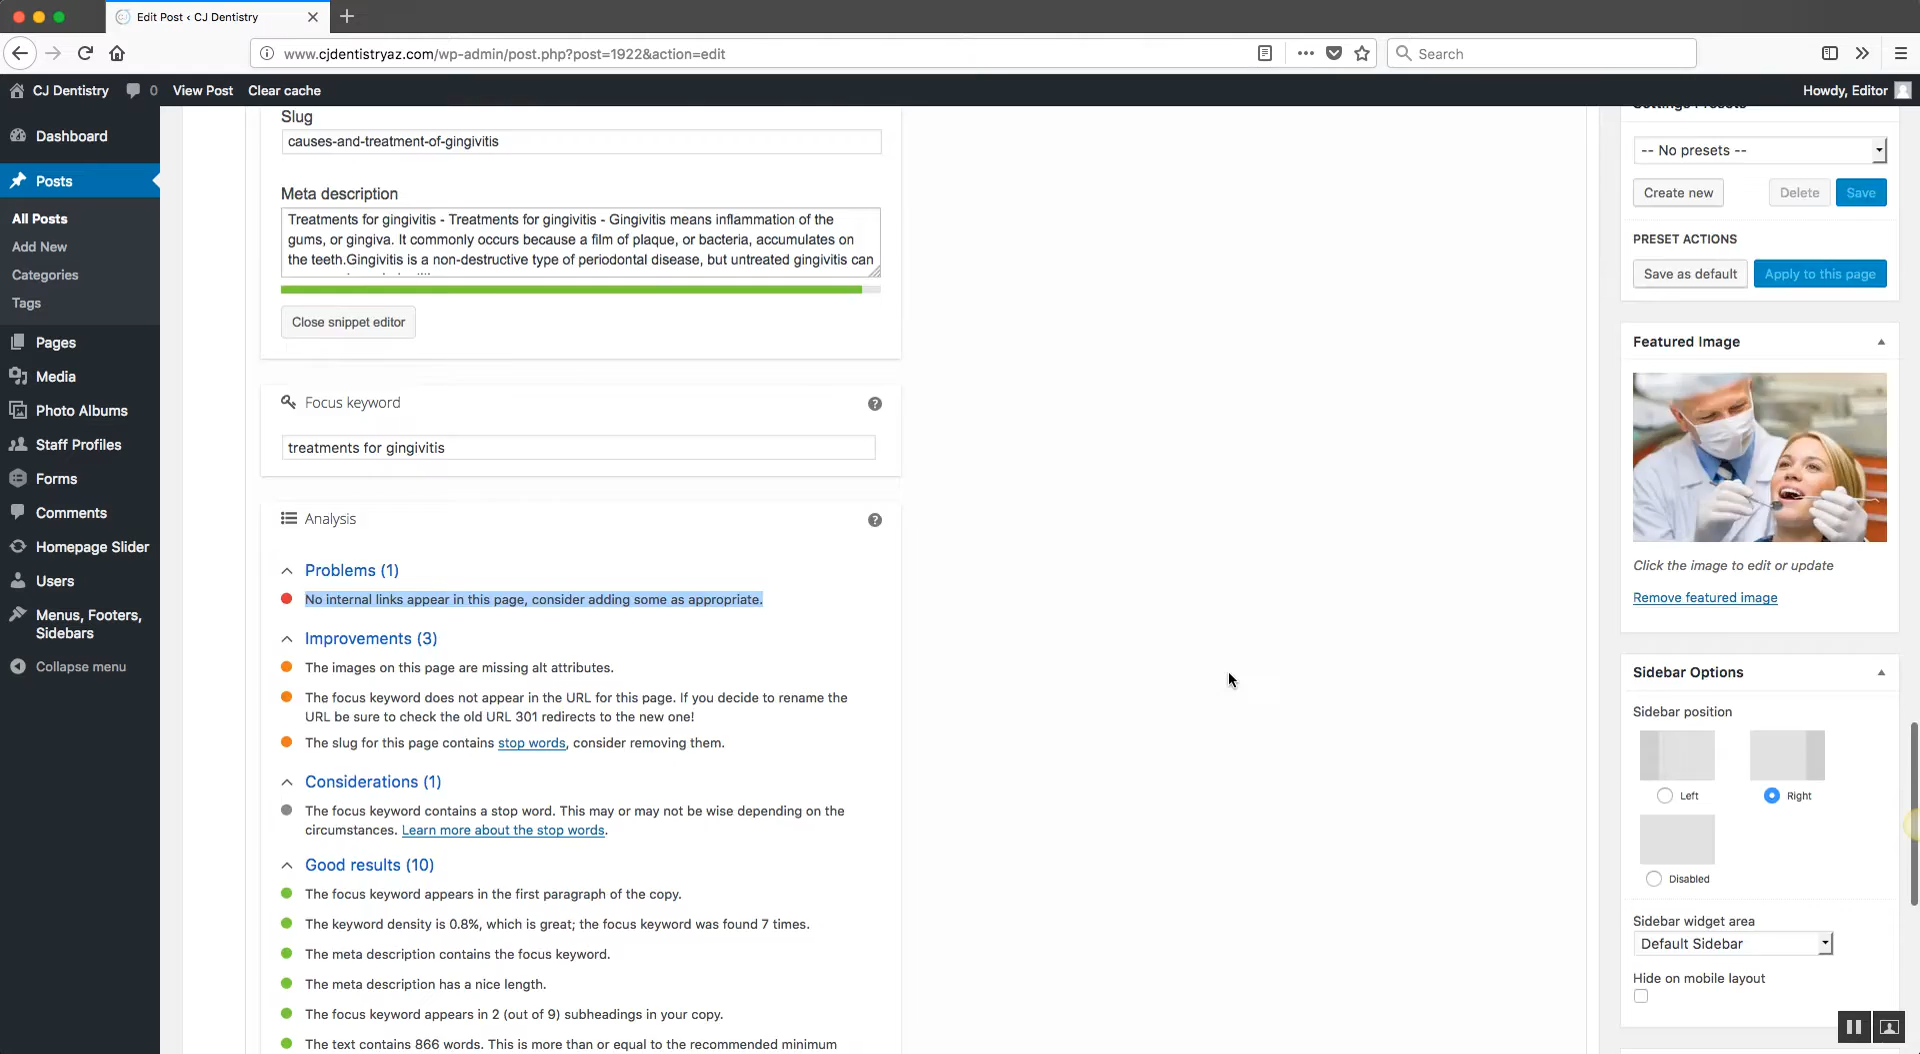 Edit Post ‹ CJ Dentistry
www.cjdentistryaz.com/wp-admin/post.php?post=1922&action=edit
Search
CJ Dentistry
0
View Post
Clear cache
Howdy, Editor
Dashboard
Posts
All Posts
Add New
Categories
Tags
Pages
Media
Photo Albums
Staff Profiles
Forms
Comments
Homepage Slider
Users
Menus, Footers,
Sidebars
Collapse menu
Slug
causes-and-treatment-of-gingivitis
Meta description
Treatments for gingivitis - Treatments for gingivitis - Gingivitis means inflammation of the
gums, or gingiva. It commonly occurs because a film of plaque, or bacteria, accumulates on
the teeth.Gingivitis is a non-destructive type of periodontal disease, but untreated gingivitis can
Close snippet editor
Focus keyword
treatments for gingivitis
Analysis
Problems (1)
No internal links appear in this page, consider adding some as appropriate.
Improvements (3)
The images on this page are missing alt attributes.
The focus keyword does not appear in the URL for this page. If you decide to rename the
URL be sure to check the old URL 301 redirects to the new one!
The slug for this page contains stop words, consider removing them.
Considerations (1)
The focus keyword contains a stop word. This may or may not be wise depending on the
circumstances. Learn more about the stop words.
Good results (10)
The focus keyword appears in the first paragraph of the copy.
The keyword density is 0.8%, which is great; the focus keyword was found 7 times.
The meta description contains the focus keyword.
The meta description has a nice length.
The focus keyword appears in 2 (out of 9) subheadings in your copy.
The text contains 866 words. This is more than or equal to the recommended minimum
Settings Presets
-- No presets --
Create new
Delete
Save
PRESET ACTIONS
Save as default
Apply to this page
Featured Image
Click the image to edit or update
Remove featured image
Sidebar Options
Sidebar position
Left
Right
Disabled
Sidebar widget area
Default Sidebar
Hide on mobile layout